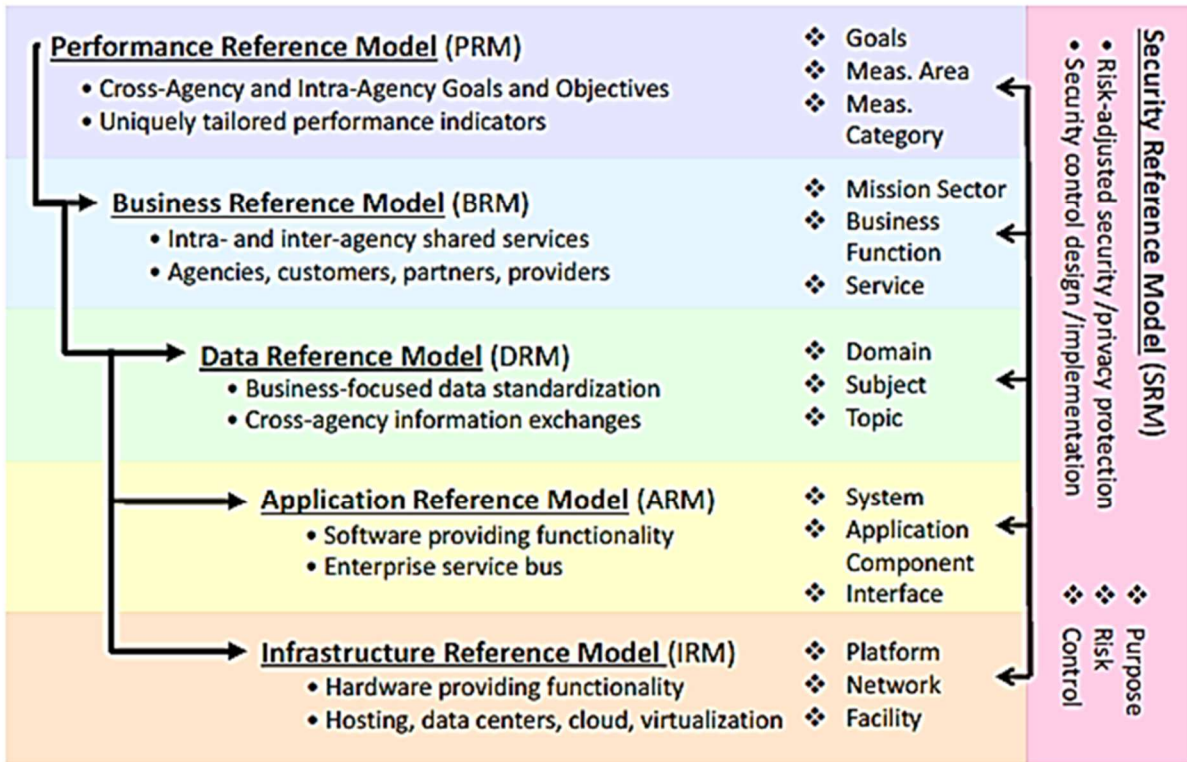 Performance Reference Model (PRM)
• Cross-Agency and Intra-Agency Goals and Objectives
• Uniquely tailored performance indicators
❖ Goals
❖ Meas. Area
❖ Meas.
Category
Business Reference Model (BRM)
• Intra- and inter-agency shared services
• Agencies, customers, partners, providers
❖ Mission Sector
❖ Business
Function
❖ Service
Data Reference Model (DRM)
• Business-focused data standardization
• Cross-agency information exchanges
❖ Domain
❖ Subject
❖ Topic
Application Reference Model (ARM)
• Software providing functionality
• Enterprise service bus
❖ System
❖ Application
Component
❖ Interface
Infrastructure Reference Model (IRM)
• Hardware providing functionality
• Hosting, data centers, cloud, virtualization
❖ Platform
❖ Network
❖ Facility
Security Reference Model (SRM)
• Risk-adjusted security/privacy protection
• Security control design/implementation
❖ Purpose
❖ Risk
❖ Control